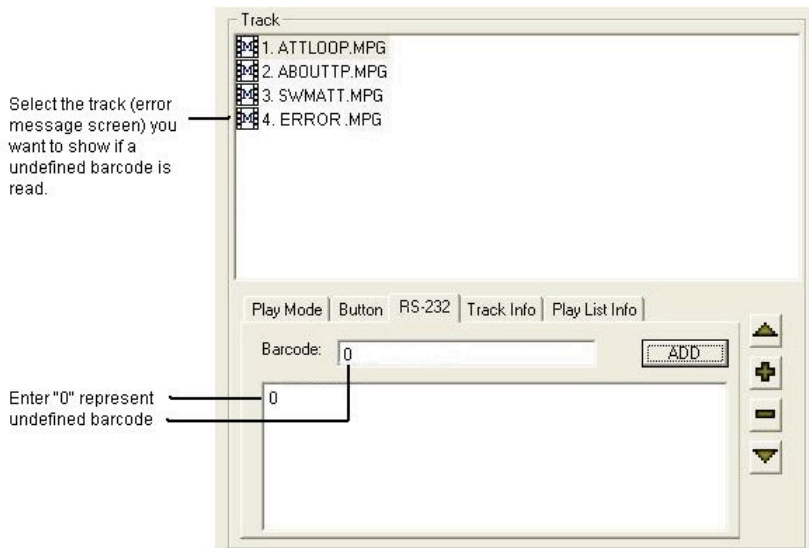 Track
1. ATTLOOP.MPG
2. ABOUTTP.MPG
3. SWMATT.MPG
4. ERROR .MPG
Select the track (error
message screen) you
want to show if a
undefined barcode is
read.
Play Mode Button RS-232 Track Info Play List Info
Barcode: 0 ADD
0
Enter "0" represent
undefined barcode